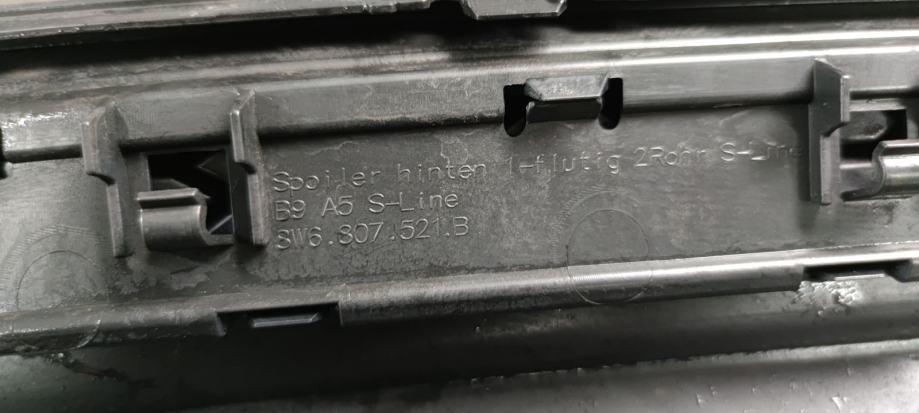 Spoiler hinten 1-flutig 2Rohr S-Line
B9 A5 S-Line
8W6.807.521.B